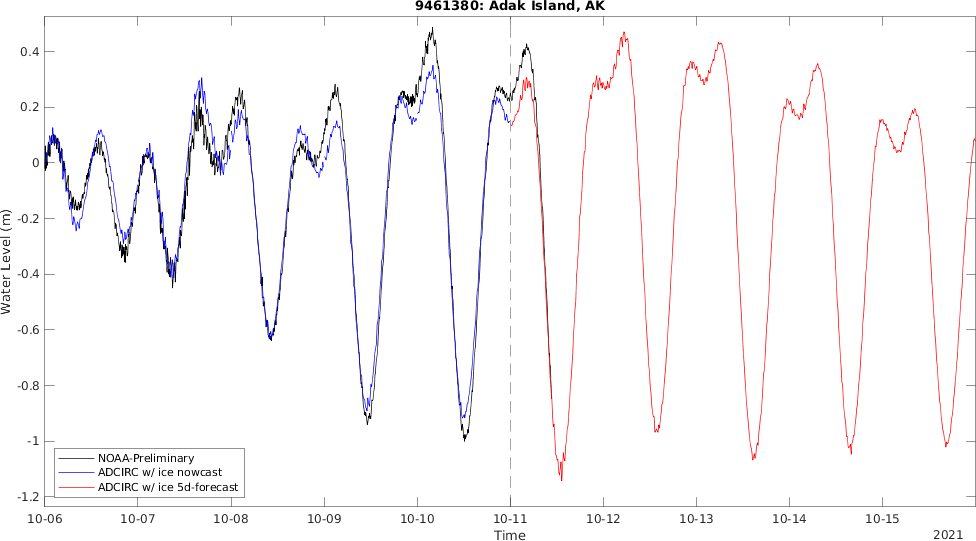 9461380: Adak Island, AK
Water Level (m)
0.4
0.2
0
-0.2
-0.4
-0.6
-0.8
-1
-1.2
NOAA-Preliminary
ADCIRC w/ ice nowcast
ADCIRC w/ ice 5d-forecast
10-06 10-07 10-08 10-09 10-10 10-11 10-12 10-13 10-14 10-15
Time
2021